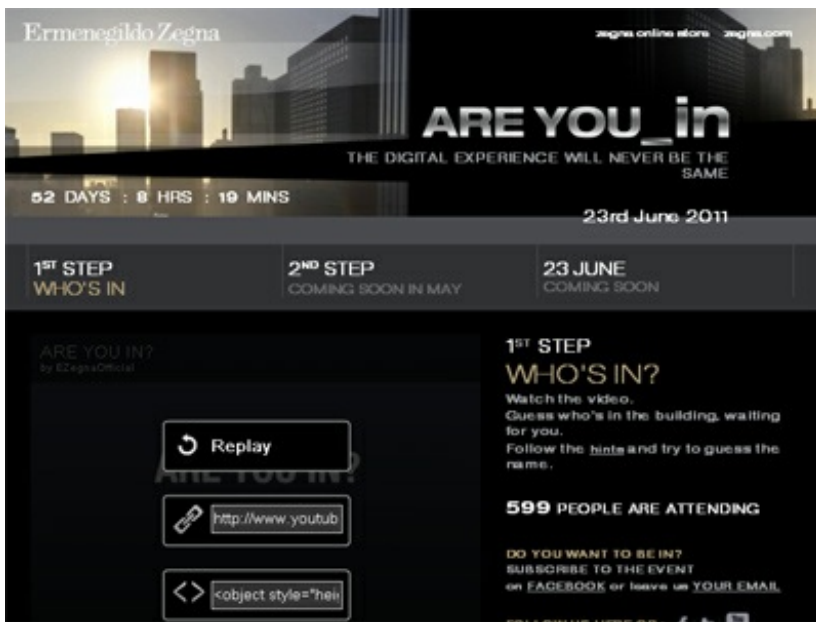 Ermenegildo Zegna
zegna online store zegna.com
ARE YOU_in
THE DIGITAL EXPERIENCE WILL NEVER BE THE
SAME
52 DAYS : 8 HRS : 19 MINS
23rd June 2011
1ST STEP
WHO'S IN
2ND STEP
COMING SOON IN MAY
23 JUNE
COMING SOON
ARE YOU IN?
by EZegnaOfficial
Replay
ARE YOU IN?
http://www.youtub
<object style="hei
1ST STEP
WHO'S IN?
Watch the video.
Guess who's in the building, waiting
for you.
Follow the hints and try to guess the
name.
599 PEOPLE ARE ATTENDING
DO YOU WANT TO BE IN?
SUBSCRIBE TO THE EVENT
on FACEBOOK or leave us YOUR EMAIL